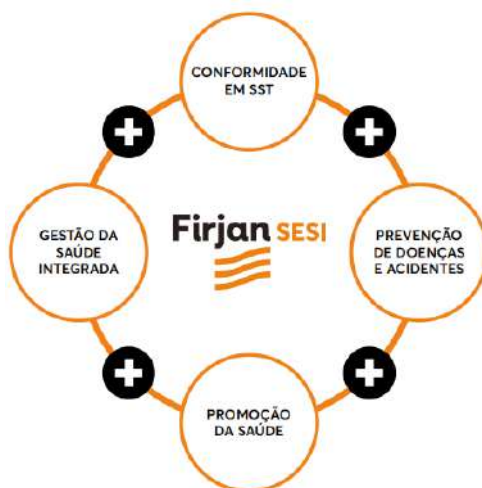 CONFORMIDADE
EM SST
GESTÃO DA
SAÚDE
INTEGRADA
Firjan SESI
PREVENÇÃO
DE DOENÇAS
E ACIDENTES
PROMOÇÃO
DA SAÚDE